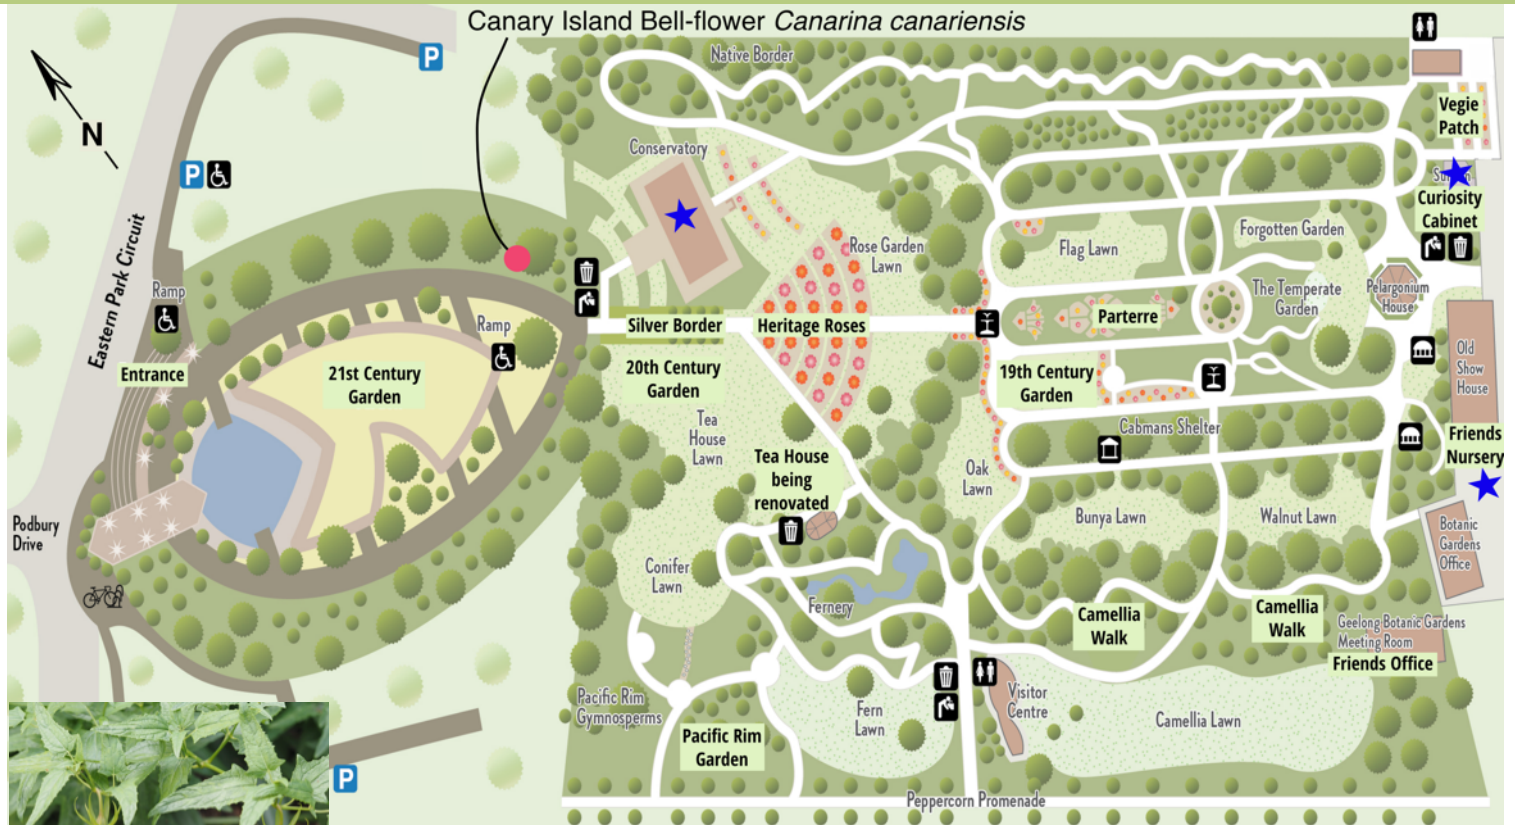 Canary Island Bell-flower Canarina canariensis
Native Border
P
N
Vegie
Patch
Conservatory
P
Curiosity
Cabinet
Eastern Park Circuit
Forgotten Garden
Rose Garden
Lawn
Flag Lawn
Ramp
The Temperate
Garden
Pelargonium
House
Silver Border
Heritage Roses
Parterre
Ramp
Entrance
21st Century
Garden
20th Century
Garden
19th Century
Garden
Old
Show
House
Tea
House
Lawn
Cabmans Shelter
Friends
Nursery
Tea House
being
renovated
Oak
Lawn
Podbury
Drive
Bunya Lawn
Walnut Lawn
Botanic
Gardens
Office
Conifer
Lawn
Fernery
Camellia
Walk
Camellia
Walk
Geelong Botanic Gardens
Meeting Room
Friends Office
Pacific Rim
Gymnosperms
Fern
Lawn
Visitor
Centre
Camellia Lawn
Pacific Rim
Garden
P
Peppercorn Promenade